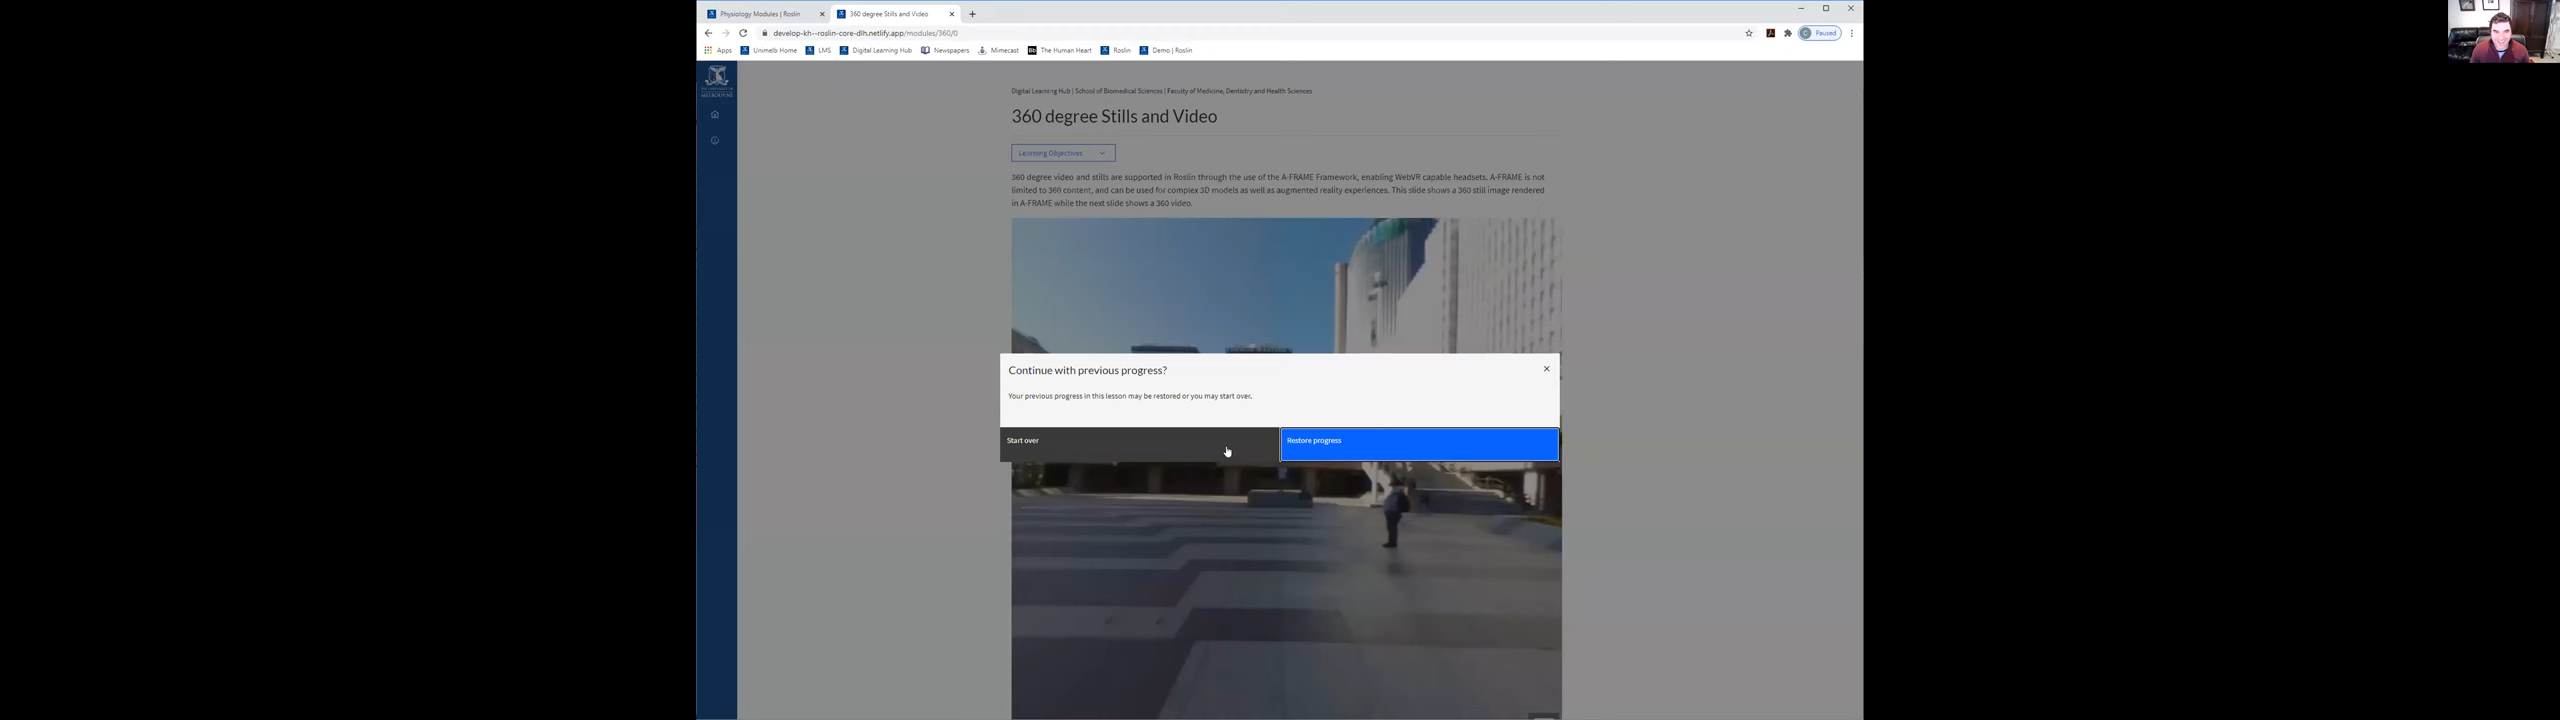 Physiology Modules | Roslin
360 degree Stills and Video
develop-kh--roslin-core-dlh.netlify.app/modules/360/0
Paused
Apps
Unimelb Home
LMS
Digital Learning Hub
Newspapers
Mimecast
Bb The Human Heart
Roslin
Demo | Roslin
MELBOURNE
Digital Learning Hub | School of Biomedical Sciences | Faculty of Medicine, Dentistry and Health Sciences
360 degree Stills and Video
Learning Objectives
360 degree video and stills are supported in Roslin through the use of the A-FRAME Framework, enabling WebVR capable headsets. A-FRAME is not
limited to 360 content, and can be used for complex 3D models as well as augmented reality experiences. This slide shows a 360 still image rendered
in A-FRAME while the next slide shows a 360 video.
Continue with previous progress?
Your previous progress in this lesson may be restored or you may start over.
Start over
Restore progress